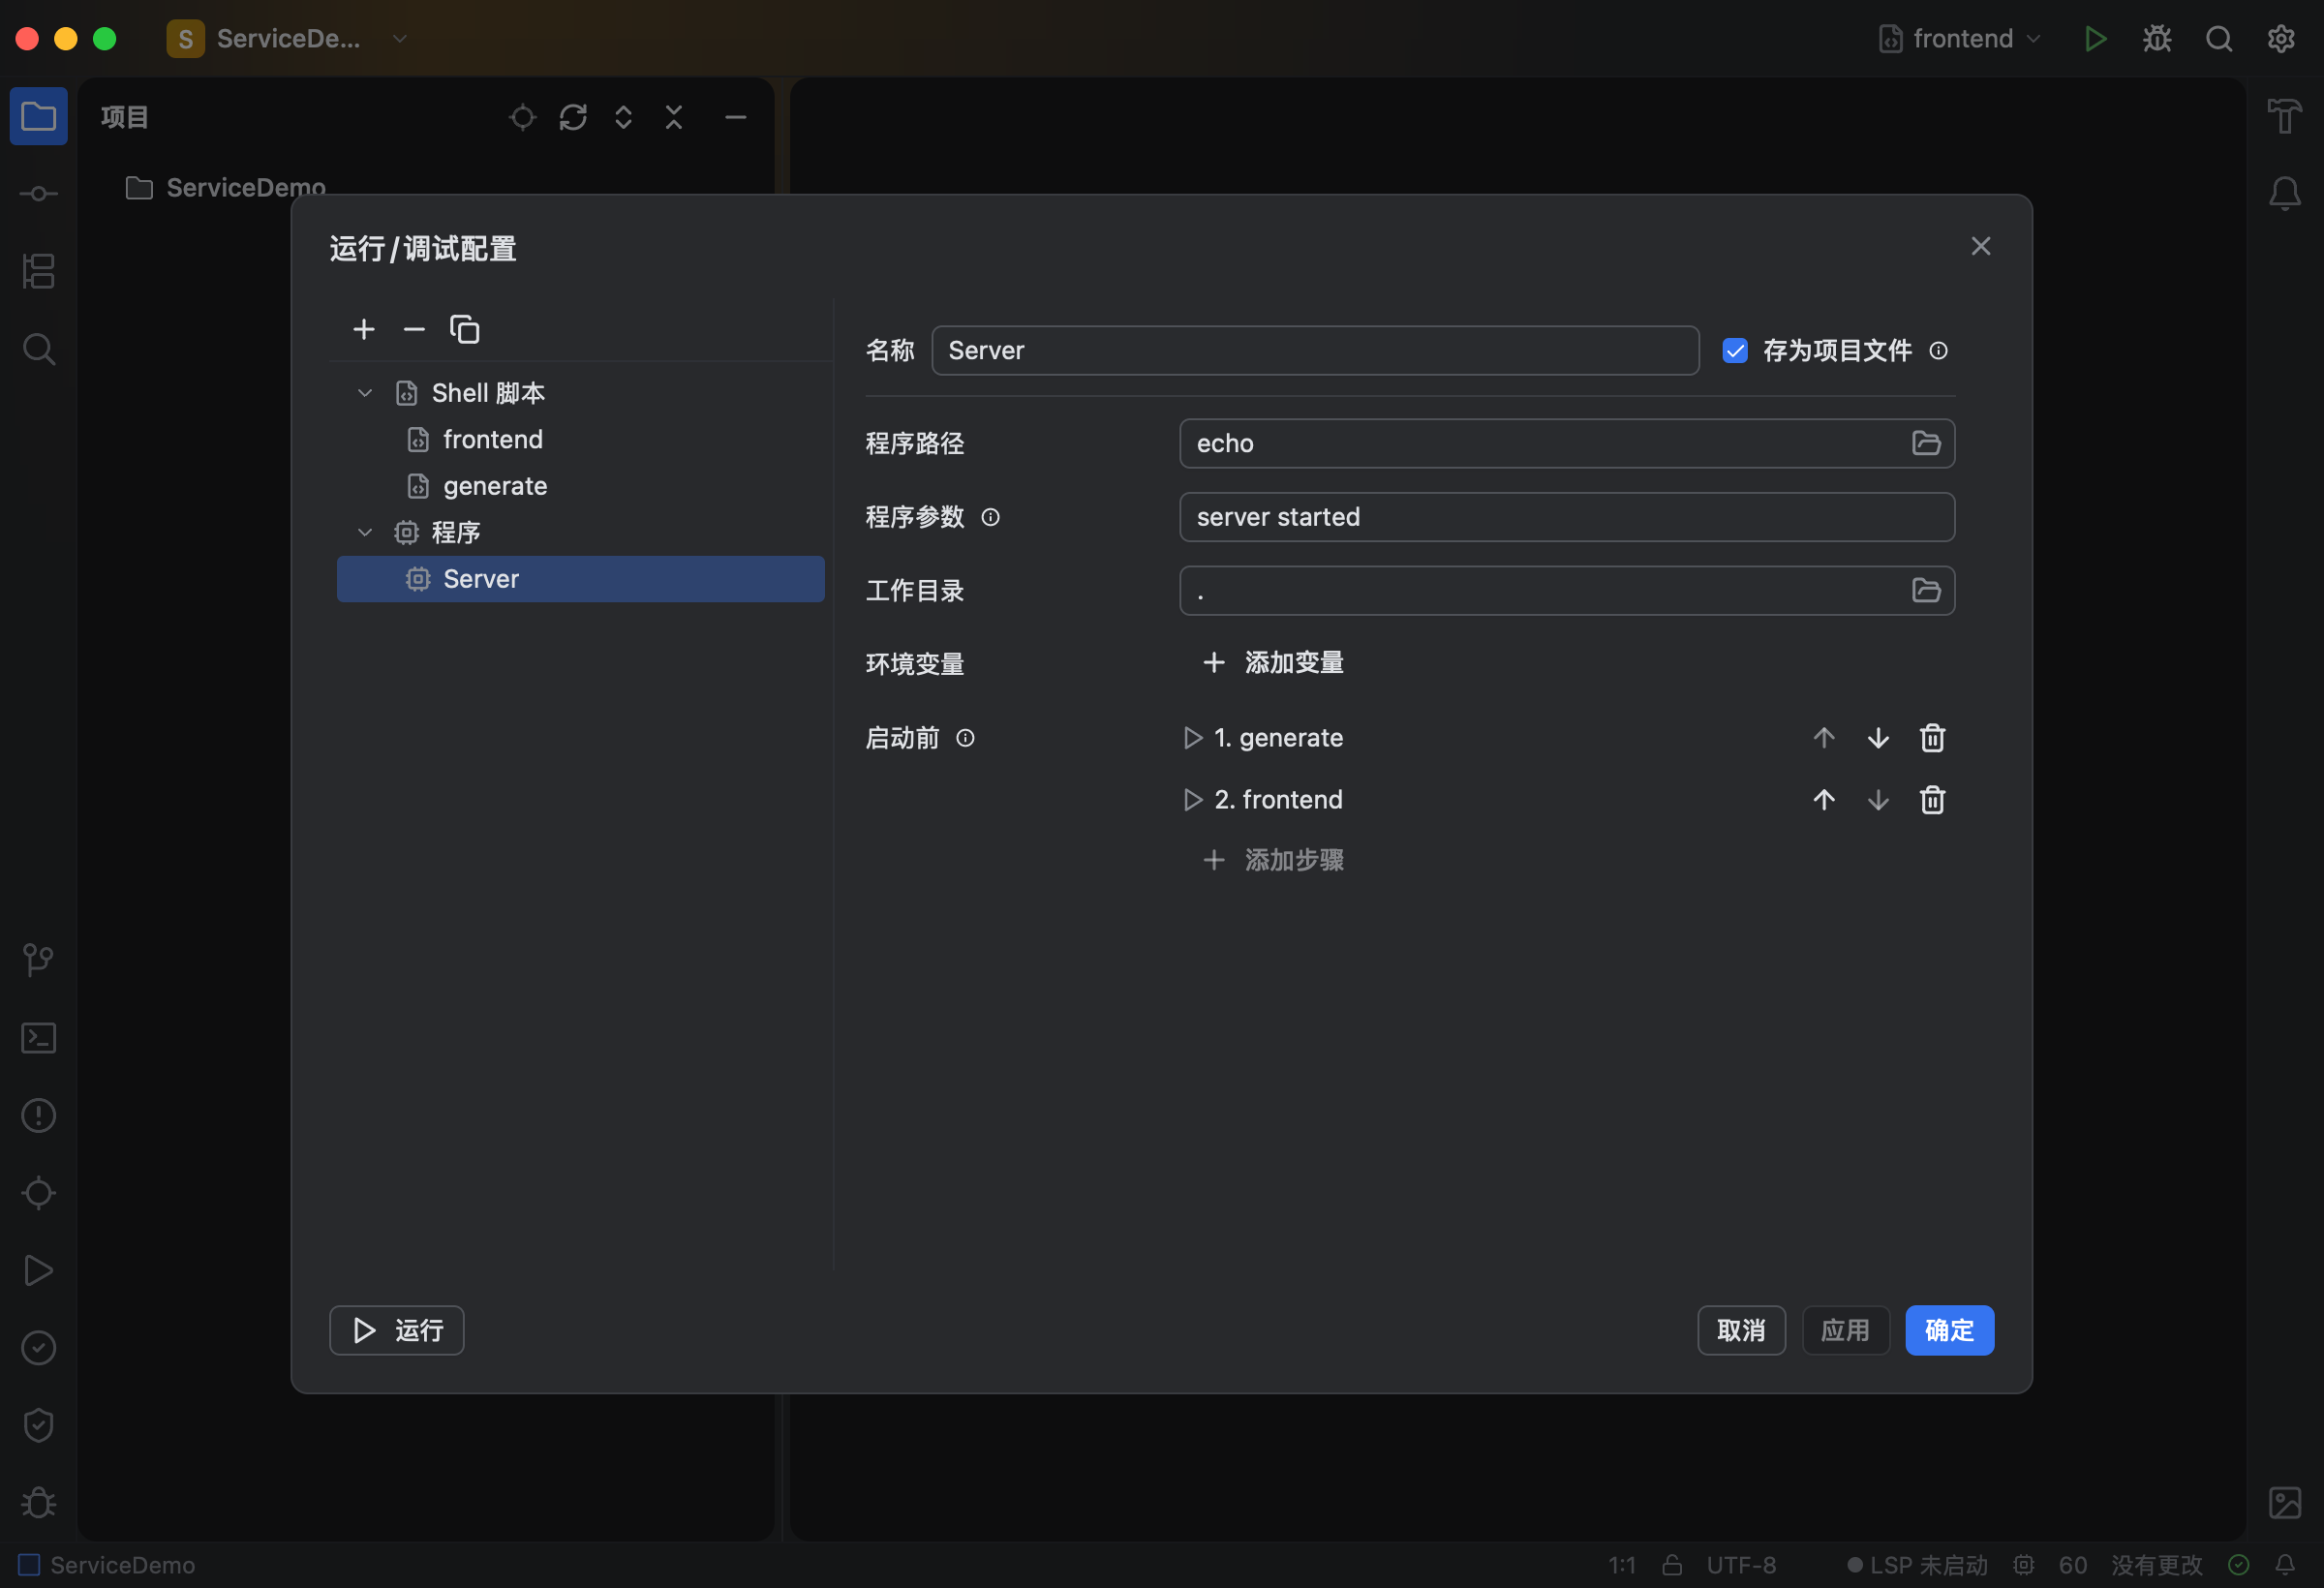 S ServiceDe...
frontend
项目
ServiceDemo
运行/调试配置
Shell 脚本
frontend
generate
程序
Server
名称 Server 存为项目文件
程序路径 echo
程序参数 server started
工作目录 .
环境变量 添加变量
启动前 1. generate
2. frontend
添加步骤
运行 取消 应用 确定
ServiceDemo 1:1 UTF-8 LSP 未启动 60 没有更改